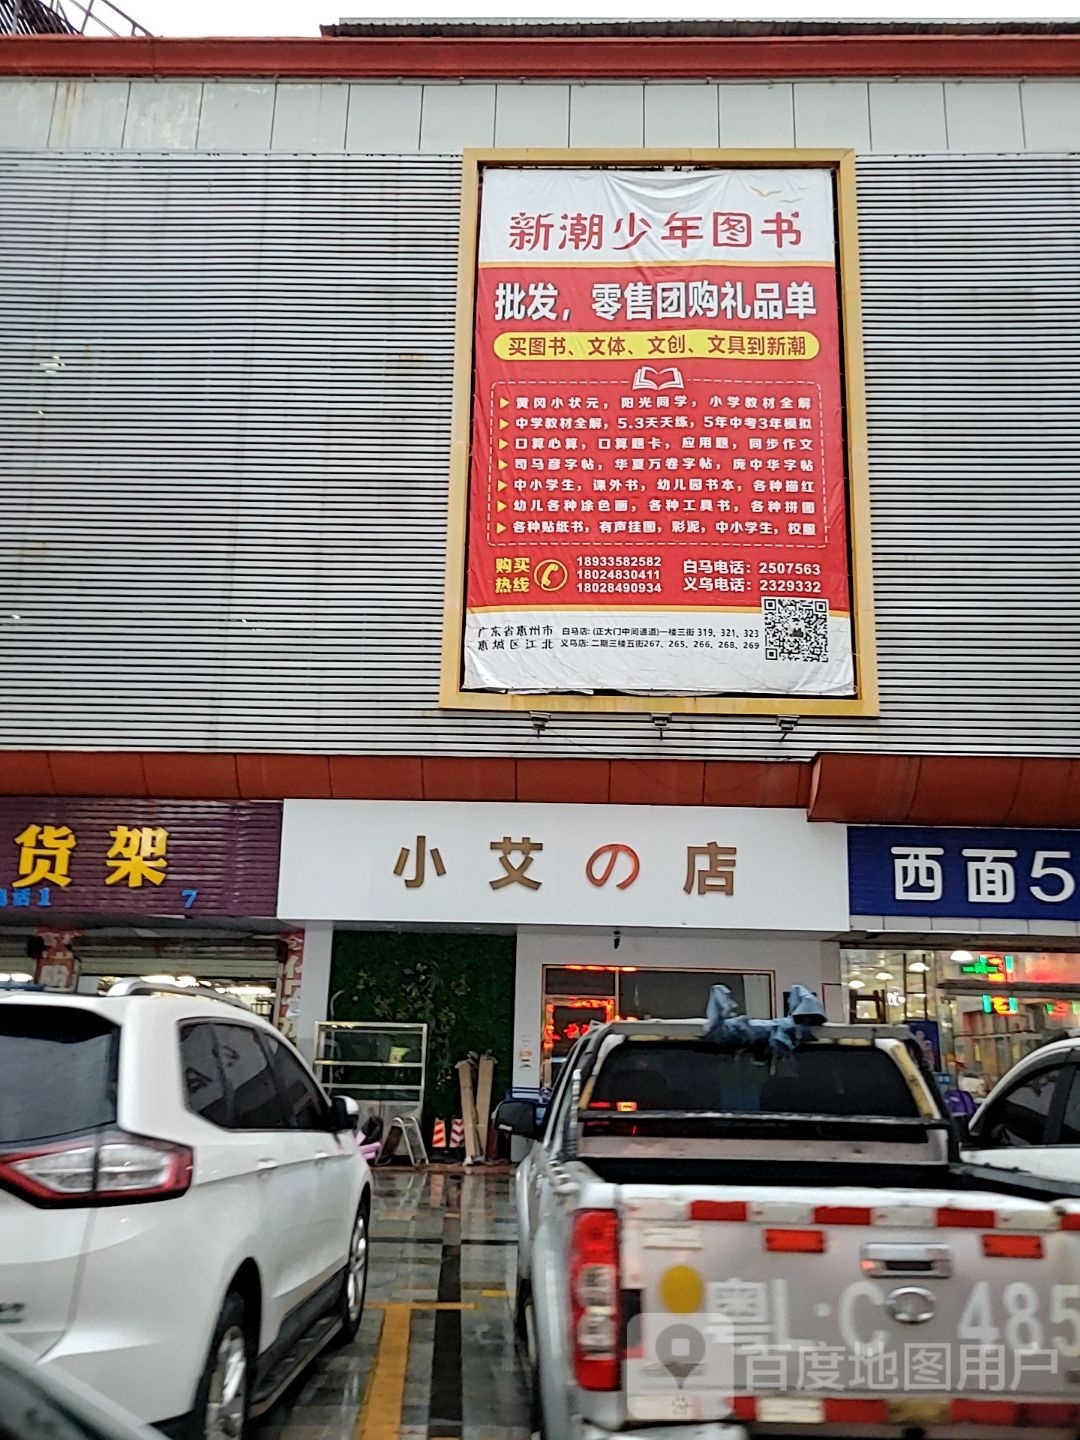 新潮少年图书
批发，零售团购礼品单
买图书、文体、文创、文具到新潮
黄冈小状元，阳光同学，小学教材全解
中学教材全解，5.3天天练，5年中考3年模拟
口算心算，口算题卡，应用题，同步作文
司马彦字帖，华夏万卷字帖，庞中华字帖
中小学生，课外书，幼儿园书本，各种描红
幼儿各种涂色画，各种工具书，各种拼图
各种贴纸书，有声挂图，彩泥，中小学生，校服
购买热线
18933582582
18024830411
18028490934
白马电话：2507563
义乌电话：2329332
广东省惠州市惠城区江北
白马店：(正大门中间通道)一楼三街 319、321、323
义乌店：二期三楼五街267、265、266、268、269
货架
电话1 7
小艾の店
西面5
粤L·C 485
百度地图用户